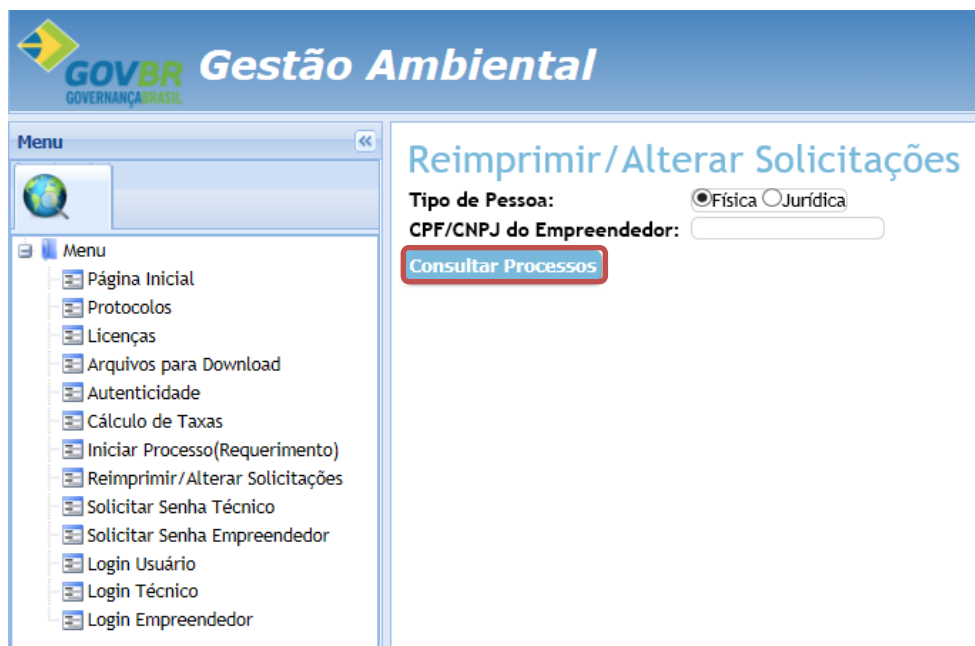 GOVBR
GOVERNANÇABRASIL
Gestão Ambiental
Menu
Menu
Página Inicial
Protocolos
Licenças
Arquivos para Download
Autenticidade
Cálculo de Taxas
Iniciar Processo(Requerimento)
Reimprimir/Alterar Solicitações
Solicitar Senha Técnico
Solicitar Senha Empreendedor
Login Usuário
Login Técnico
Login Empreendedor
Reimprimir/Alterar Solicitações
Tipo de Pessoa: Física Jurídica
CPF/CNPJ do Empreendedor:
Consultar Processos